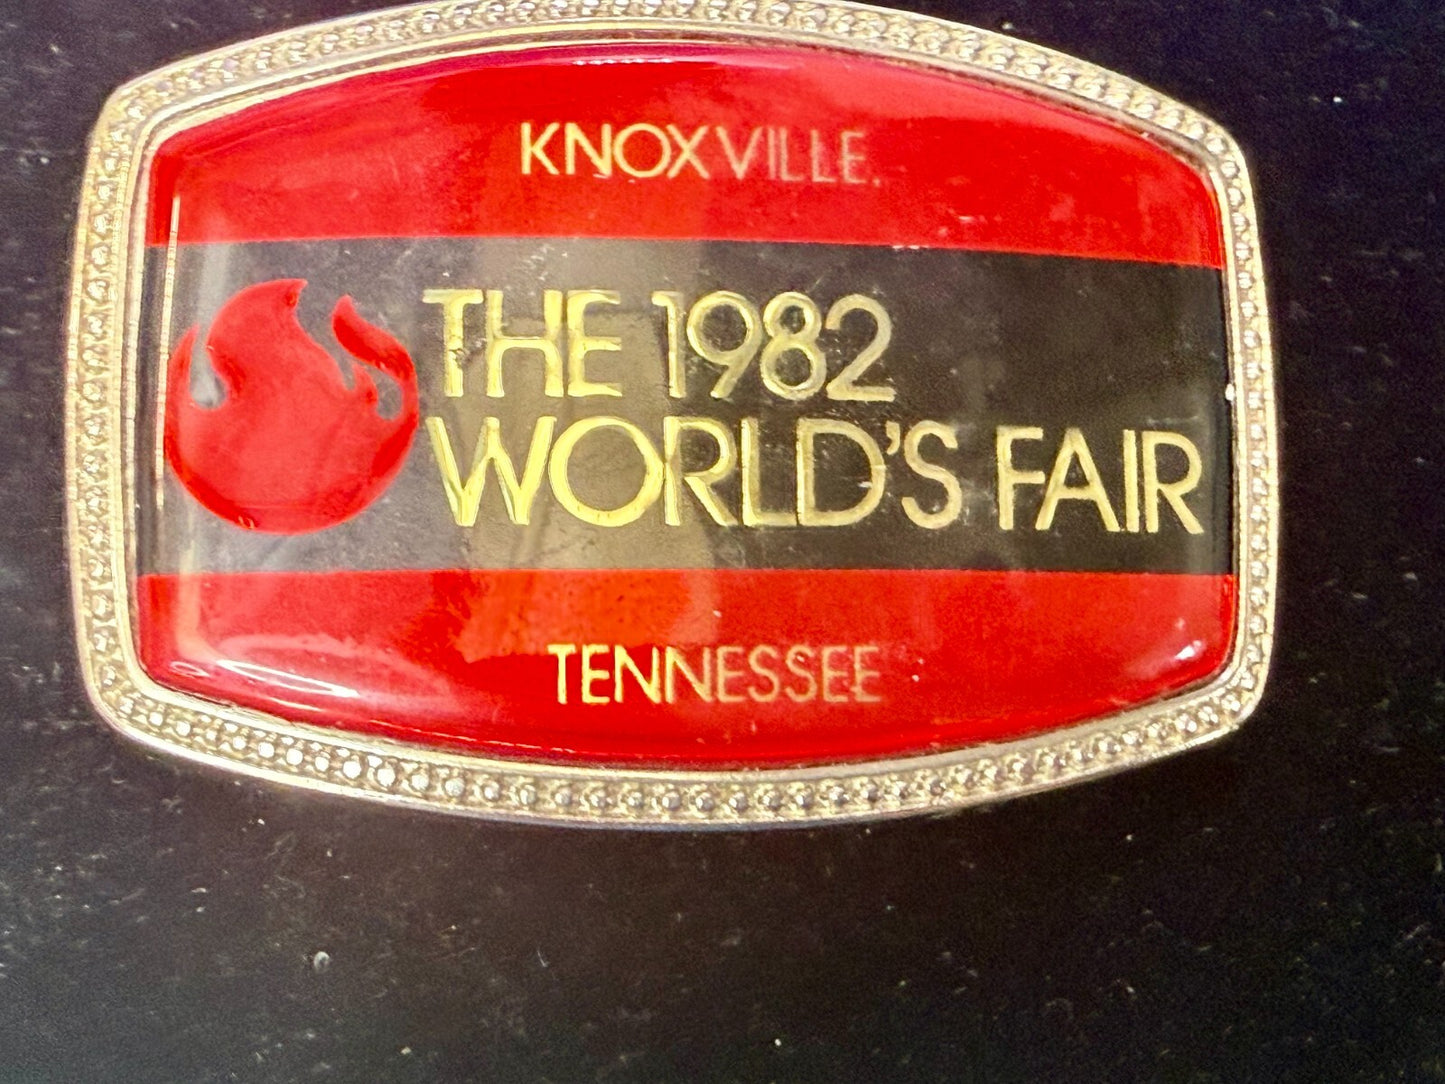 KNOXVILLE.
THE 1982
WORLD'S FAIR
TENNESSEE